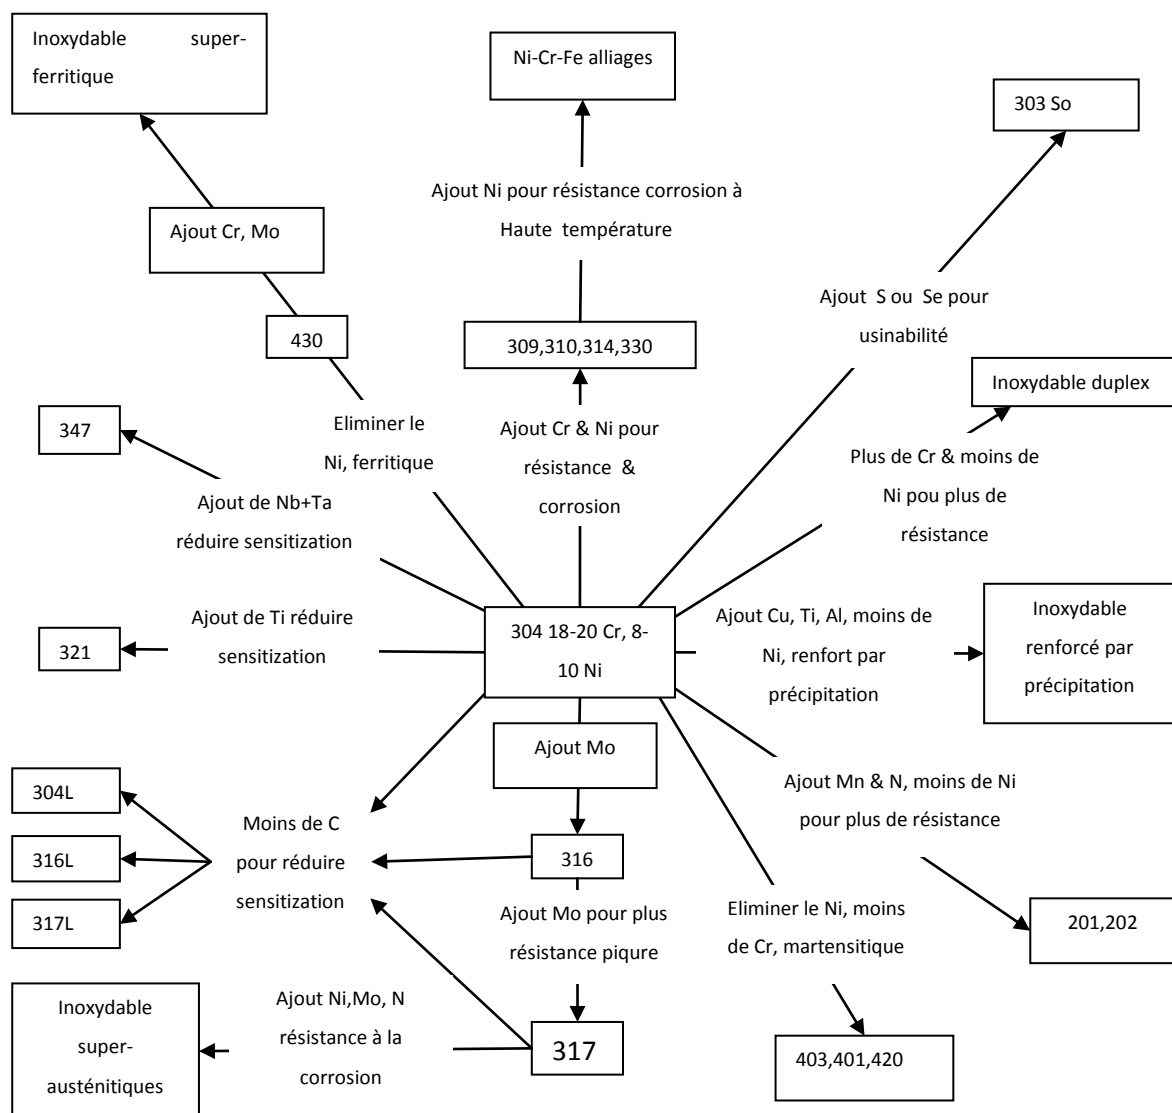 Inoxydable super-
ferritique
Ni-Cr-Fe alliages
303 So
Ajout Ni pour résistance corrosion à
Haute température
Ajout Cr, Mo
Ajout S ou Se pour
usinabilité
430
309,310,314,330
Inoxydable duplex
347
Eliminer le
Ni, ferritique
Ajout Cr & Ni pour
résistance &
corrosion
Plus de Cr & moins de
Ni pou plus de
résistance
Ajout de Nb+Ta
réduire sensitization
321
Ajout de Ti réduire
sensitization
304 18-20 Cr, 8-
10 Ni
Ajout Cu, Ti, Al, moins de
Ni, renfort par
précipitation
Inoxydable
renforcé par
précipitation
Ajout Mo
304L
316L
317L
Moins de C
pour réduire
sensitization
316
Ajout Mn & N, moins de Ni
pour plus de résistance
Ajout Mo pour plus
résistance piqure
Eliminer le Ni, moins
de Cr, martensitique
201,202
Inoxydable
super-
austénitiques
Ajout Ni,Mo, N
résistance à la
corrosion
317
403,401,420